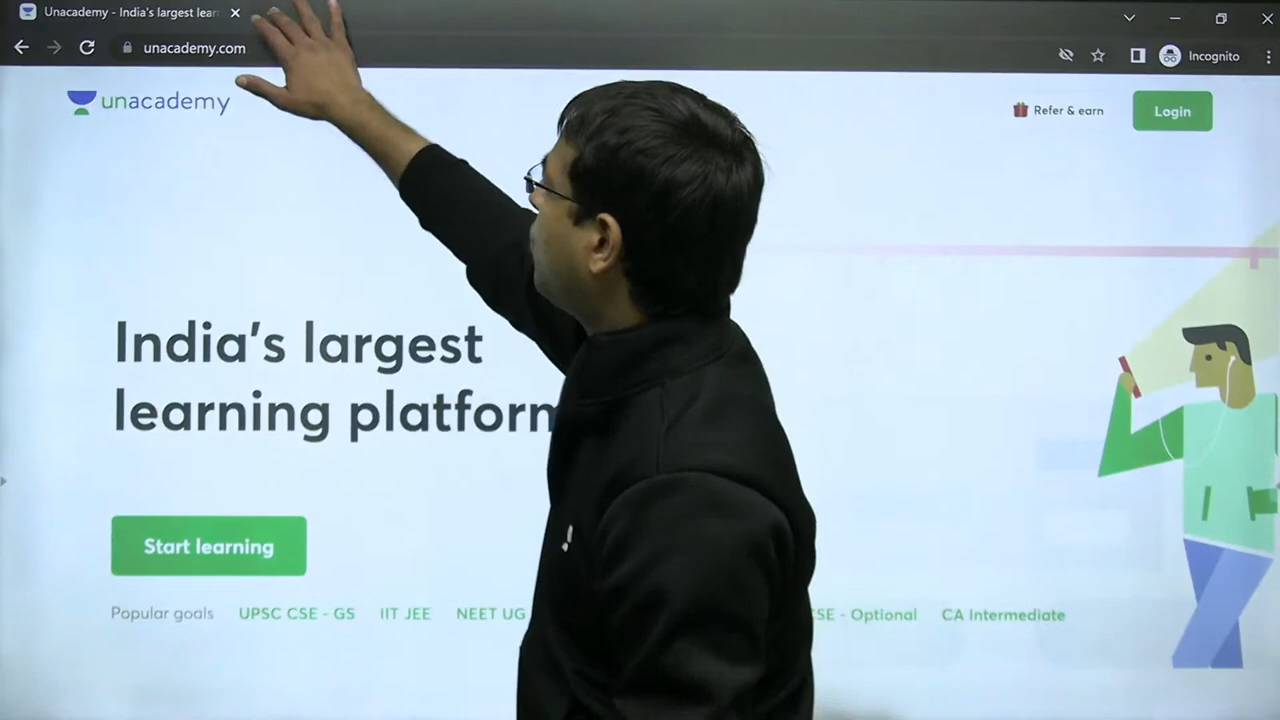 Unacademy - India's largest lear
unacademy.com
Incognito
unacademy
Refer & earn
Login
India's largest
learning platform
Start learning
Popular goals UPSC CSE - GS IIT JEE NEET UG SE - Optional CA Intermediate